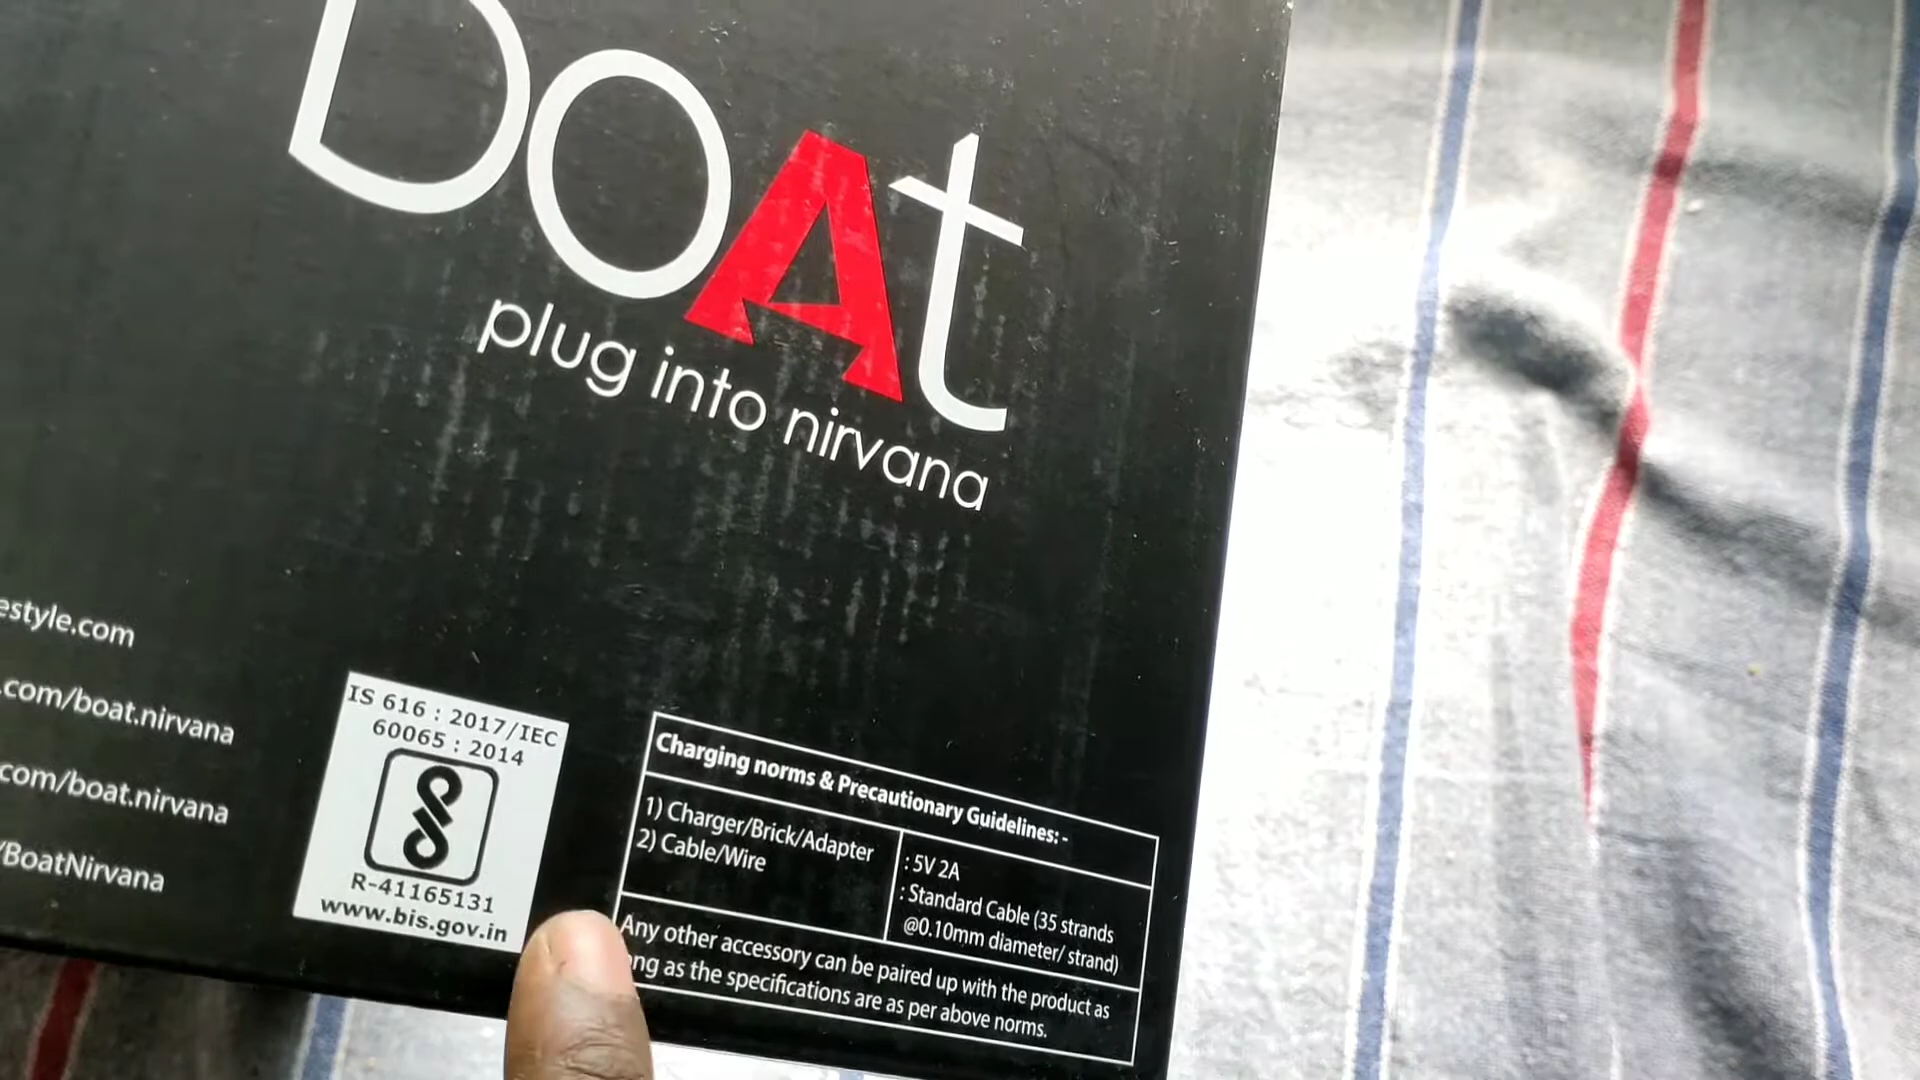 boAt
plug into nirvana
estyle.com
.com/boat.nirvana
com/boat.nirvana
/BoatNirvana
IS 616 : 2017/IEC
60065 : 2014
R-41165131
www.bis.gov.in
Charging norms & Precautionary Guidelines: -
1) Charger/Brick/Adapter : 5V 2A
2) Cable/Wire : Standard Cable (35 strands
@0.10mm diameter/ strand)
Any other accessory can be paired up with the product as
ong as the specifications are as per above norms.